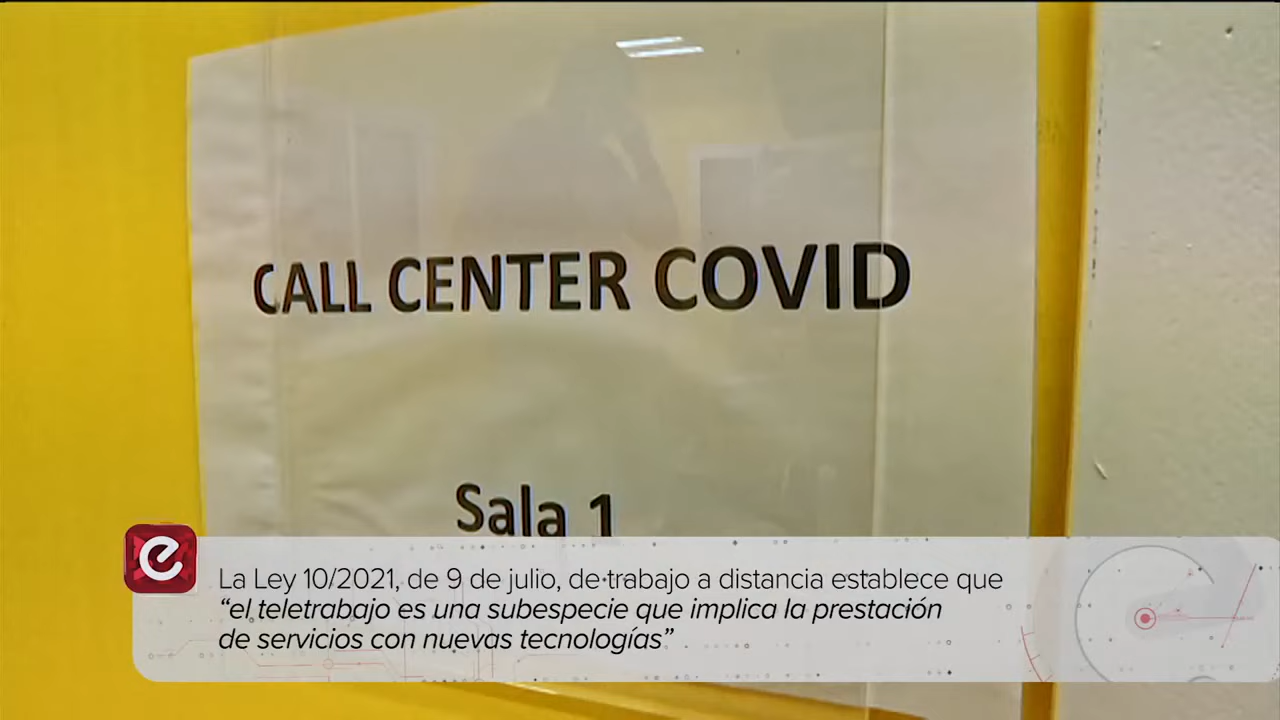 CALL CENTER COVID
Sala 1
e
La Ley 10/2021, de 9 de julio, de trabajo a distancia establece que
“el teletrabajo es una subespecie que implica la prestación
de servicios con nuevas tecnologías”